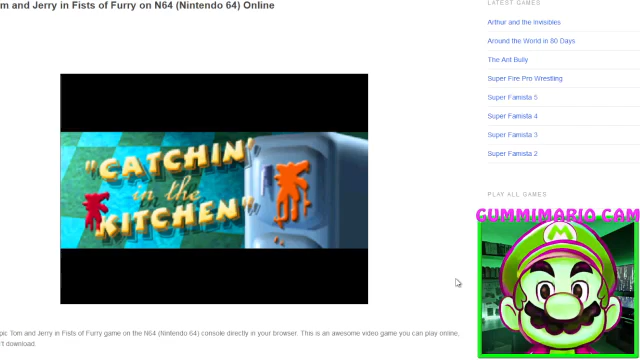 m and Jerry in Fists of Furry on N64 (Nintendo 64) Online
"CATCHIN'
in the
KITCHEN"
pic Tom and Jerry in Fists of Furry game on the N64 (Nintendo 64) console directly in your browser. This is an awesome video game you can play online,
't download.
LATEST GAMES
Arthur and the Invisibles
Around the World in 80 Days
The Ant Bully
Super Fire Pro Wrestling
Super Famista 5
Super Famista 4
Super Famista 3
Super Famista 2
PLAY ALL GAMES
GUMMIMARIO CAM
M